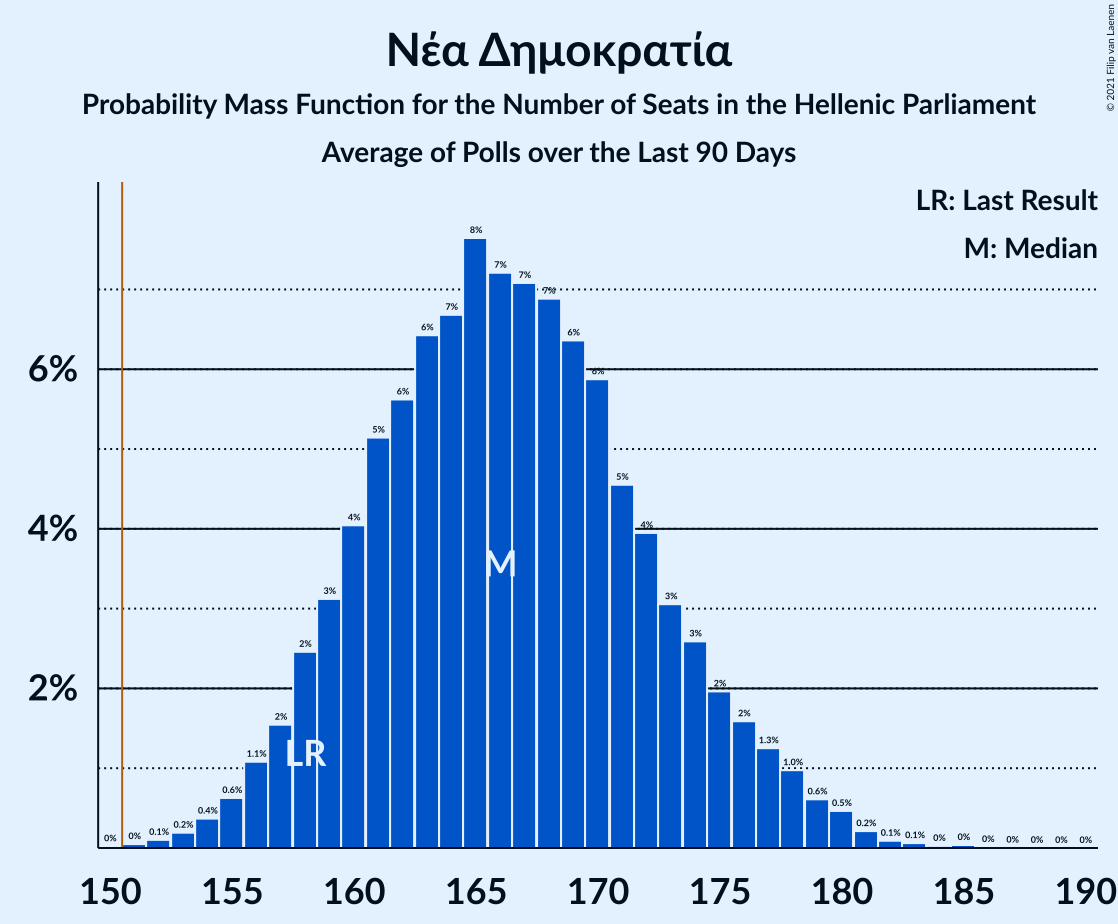 Νέα Δημοκρατία
Probability Mass Function for the Number of Seats in the Hellenic Parliament
Average of Polls over the Last 90 Days
© 2021 Filip van Laenen
LR: Last Result
M: Median
6%
4%
2%
0% 0% 0.1% 0.2% 0.4% 0.6% 1.1% 2% 2% 3% 4% 5% 6% 6% 7% 8% 7% 7% 7% 6% 6% 5% 4% 3% 3% 2% 2% 1.3% 1.0% 0.6% 0.5% 0.2% 0.1% 0.1% 0% 0% 0% 0% 0% 0% 0%
M
LR
150 155 160 165 170 175 180 185 190